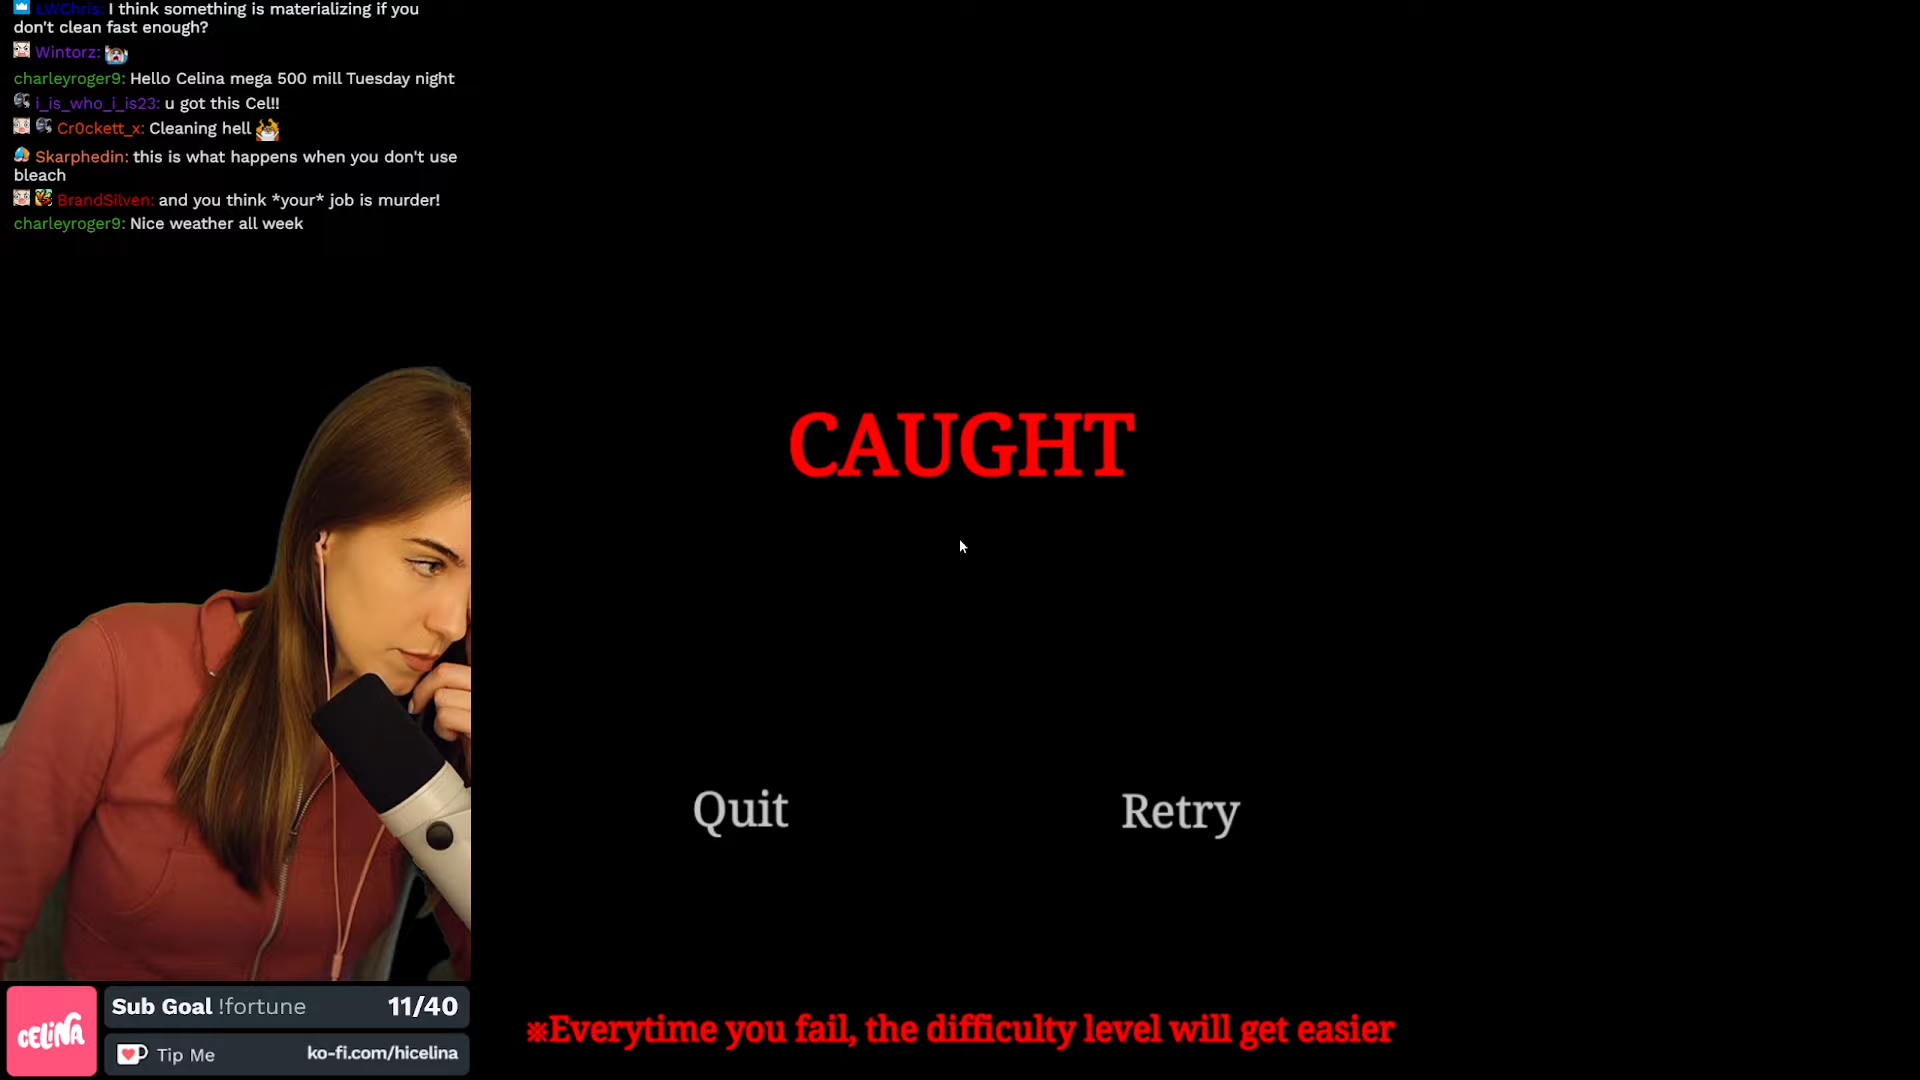 LWChris: I think something is materializing if you
don't clean fast enough?
Wintorz:
charleyroger9: Hello Celina mega 500 mill Tuesday night
i_is_who_i_is23: u got this Cel!!
Cr0ckett_x: Cleaning hell
Skarphedin: this is what happens when you don't use
bleach
BrandSilven: and you think *your* job is murder!
charleyroger9: Nice weather all week
CAUGHT
Quit
Retry
※Everytime you fail, the difficulty level will get easier
CELINA
Sub Goal !fortune 11/40
Tip Me ko-fi.com/hicelina